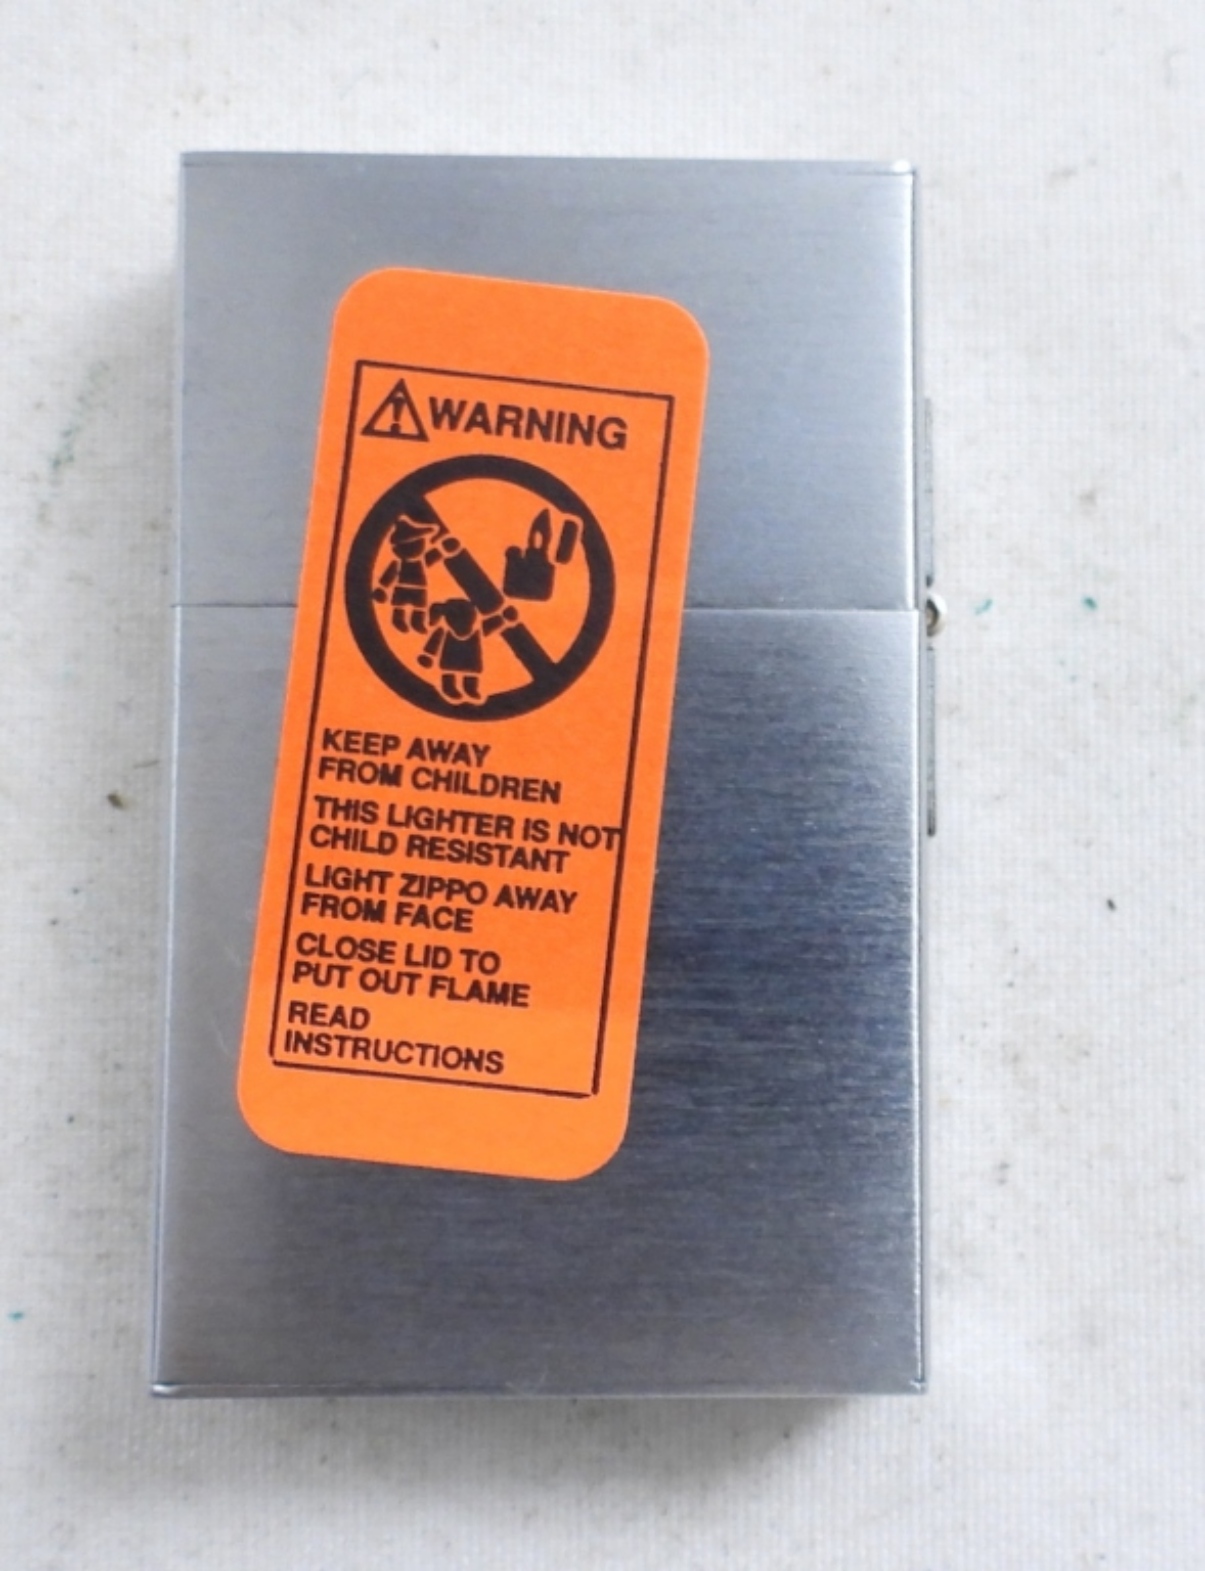 WARNING
KEEP AWAY
FROM CHILDREN
THIS LIGHTER IS NOT
CHILD RESISTANT
LIGHT ZIPPO AWAY
FROM FACE
CLOSE LID TO
PUT OUT FLAME
READ
INSTRUCTIONS